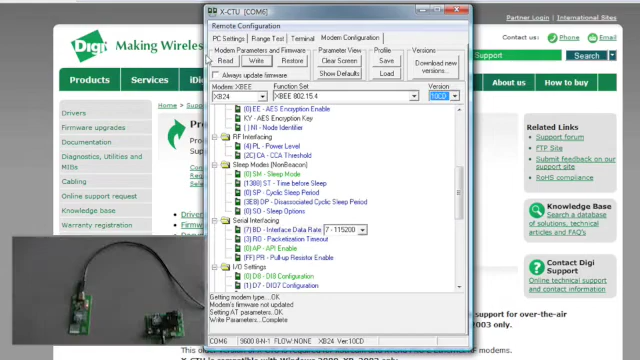 X-CTU [COM6]
Remote Configuration
PC Settings Range Test Terminal Modem Configuration
Modem Parameters and Firmware Parameter View Profile Versions
Read Write Restore Clear Screen Save Download new versions...
Always update firmware Show Defaults Load
Modem: XBEE Function Set Version
XB24 XBEE 802.15.4 10CD
(0) EE - AES Encryption Enable
KY - AES Encryption Key
( ) NI - Node Identifier
RF Interfacing
(4) PL - Power Level
(2C) CA - CCA Threshold
Sleep Modes (NonBeacon)
(0) SM - Sleep Mode
(1388) ST - Time before Sleep
(0) SP - Cyclic Sleep Period
(3E8) DP - Disassociated Cyclic Sleep Period
(0) SO - Sleep Options
Serial Interfacing
(7) BD - Interface Data Rate 7 - 115200
(3) RO - Packetization Timeout
(0) AP - API Enable
(FF) PR - Pull-up Resistor Enable
I/O Settings
(0) D8 - DI8 Configuration
(1) D7 - DIO7 Configuration
Getting modem type....OK
Modem's firmware not updated
Setting AT parameters..OK
Write Parameters...Complete
COM6 9600 8-N-1 FLOW:NONE XB24 Ver:10CD
Digi
Making Wireless
Products Services
Home > Su
Drivers
Firmware upgrades
Documentation
Diagnostics, Utilities and MIBs
Cabling
Online support request
Knowledge base
Warranty registration
Partner Login | International Sites
Contact us: Phone Email
Support Search
About Us How to Buy
Related Links
Support forum
FTP Site
Submit feedback on our support site
RoHS compliance
Knowledge Base
Search a database of solutions, technical articles and FAQ's
Contact Digi Support
Online technical support and contact information
upport for over-the-air
2003 only.